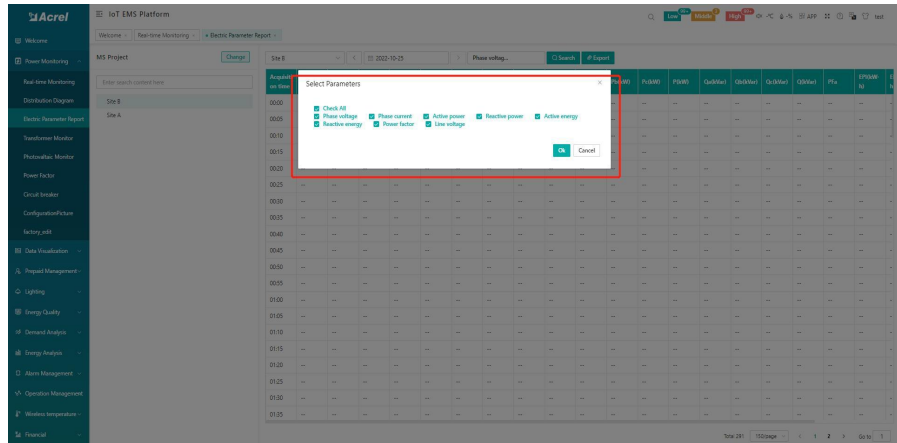 Acrel
IoT EMS Platform
Low 99+ Middle High 99+ APP test
Welcome
Welcome Real-time Monitoring Electric Parameter Report
Power Monitoring
MS Project
Change
Site B
2022-10-25
Phase voltag...
Search
Export
Real-time Monitoring
Enter search content here
Distribution Diagram
Site B
Electric Parameter Report
Site A
Transformer Monitor
Photovoltaic Monitor
Power Factor
Circuit breaker
ConfigurationPicture
factory_edit
Data Visualization
Prepaid Management
Lighting
Energy Quality
Demand Analysis
Energy Analysis
Alarm Management
Operation Management
Wireless temperature
Financial
Select Parameters
Check All
Phase voltage Phase current Active power Reactive power Active energy
Reactive energy Power factor Line voltage
Ok Cancel
Pc(kW) P(kW) Qa(kVar) Qb(kVar) Qc(kVar) Q(kVar) PFa
00:00
00:05
00:10
00:15
00:20
00:25
00:30
00:35
00:40
00:45
00:50
00:55
01:00
01:05
01:10
01:15
01:20
01:25
01:30
01:35
Total 291 150/page 1 2 Go to 1